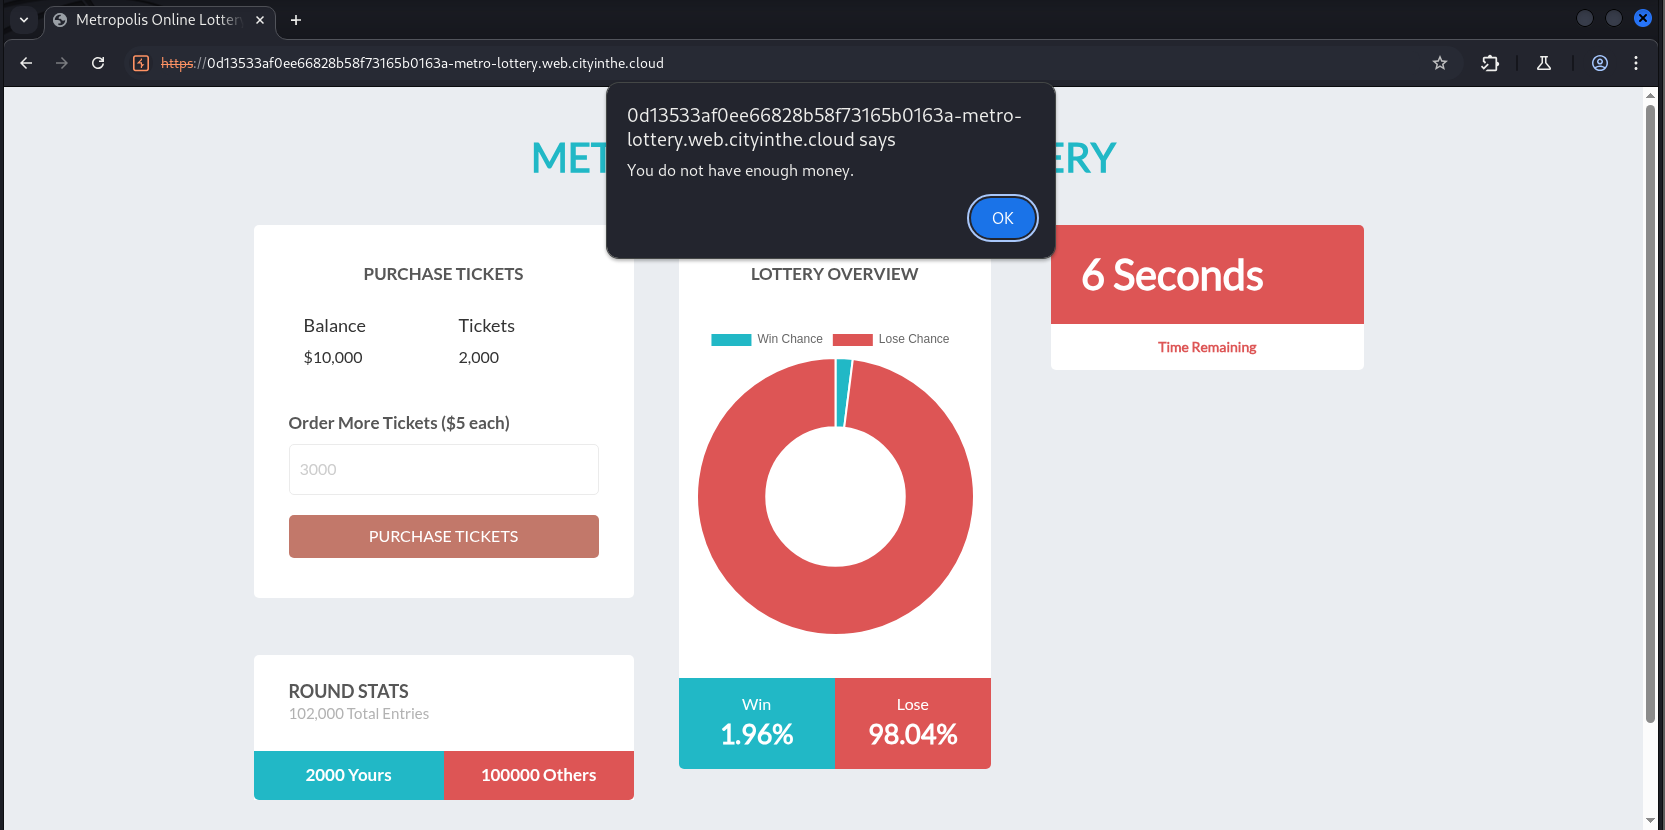 Metropolis Online Lotter
https://0d13533af0ee66828b58f73165b0163a-metro-lottery.web.cityinthe.cloud
0d13533af0ee66828b58f73165b0163a-metro-
lottery.web.cityinthe.cloud says
You do not have enough money.
OK
MET
ERY
PURCHASE TICKETS
Balance
Tickets
$10,000
2,000
Order More Tickets ($5 each)
3000
PURCHASE TICKETS
ROUND STATS
102,000 Total Entries
2000 Yours
100000 Others
LOTTERY OVERVIEW
Win Chance
Lose Chance
Win
1.96%
Lose
98.04%
6 Seconds
Time Remaining